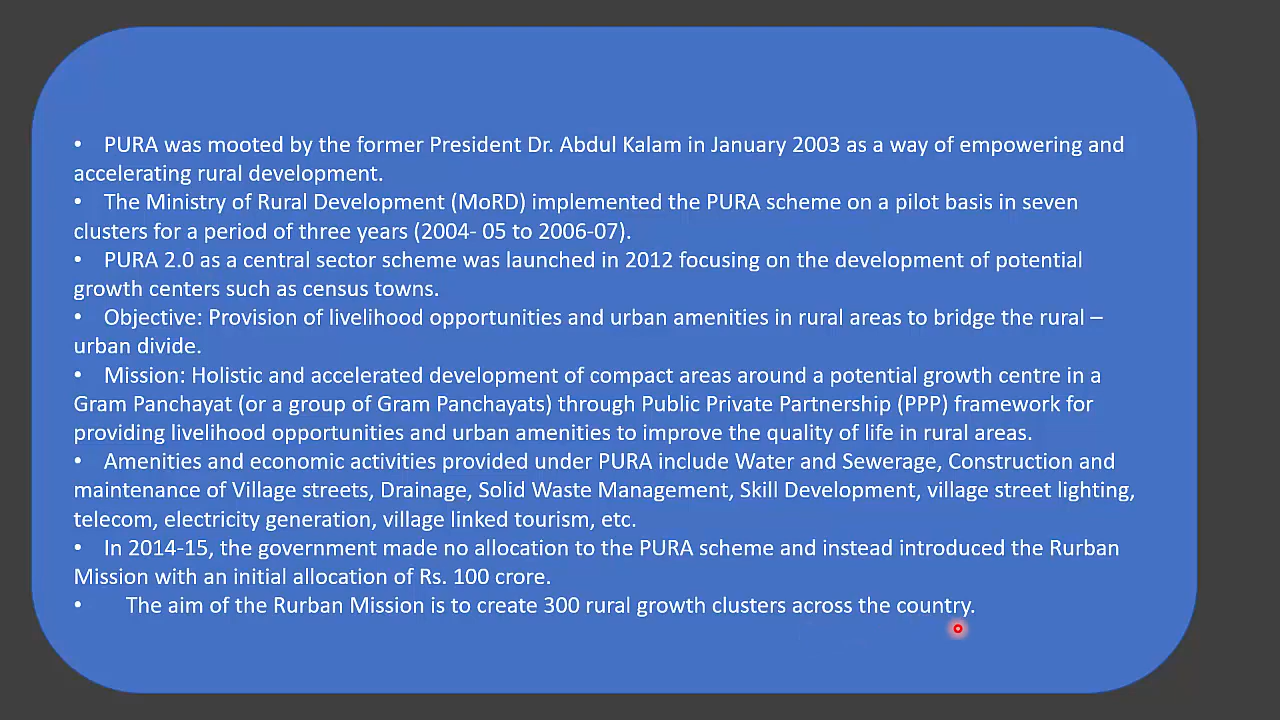 • PURA was mooted by the former President Dr. Abdul Kalam in January 2003 as a way of empowering and
accelerating rural development.
• The Ministry of Rural Development (MoRD) implemented the PURA scheme on a pilot basis in seven
clusters for a period of three years (2004- 05 to 2006-07).
• PURA 2.0 as a central sector scheme was launched in 2012 focusing on the development of potential
growth centers such as census towns.
• Objective: Provision of livelihood opportunities and urban amenities in rural areas to bridge the rural –
urban divide.
• Mission: Holistic and accelerated development of compact areas around a potential growth centre in a
Gram Panchayat (or a group of Gram Panchayats) through Public Private Partnership (PPP) framework for
providing livelihood opportunities and urban amenities to improve the quality of life in rural areas.
• Amenities and economic activities provided under PURA include Water and Sewerage, Construction and
maintenance of Village streets, Drainage, Solid Waste Management, Skill Development, village street lighting,
telecom, electricity generation, village linked tourism, etc.
• In 2014-15, the government made no allocation to the PURA scheme and instead introduced the Rurban
Mission with an initial allocation of Rs. 100 crore.
• The aim of the Rurban Mission is to create 300 rural growth clusters across the country.